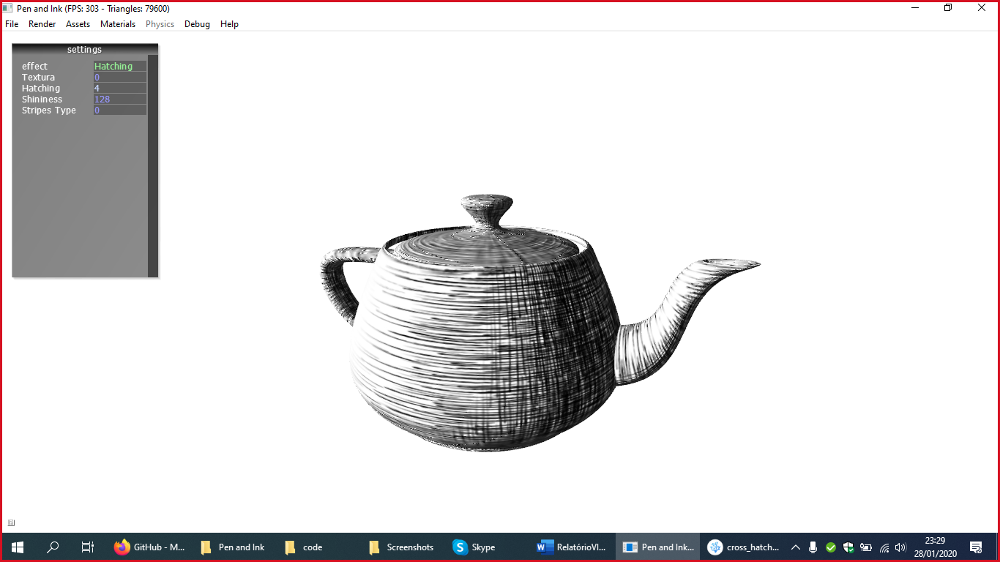 Pen and Ink (FPS: 303 - Triangles: 79600)
File Render Assets Materials Physics Debug Help
settings
effect Hatching
Textura 0
Hatching 4
Shininess 128
Stripes Type 0
GitHub - M... Pen and Ink code Screenshots Skype RelatórioVI... Pen and Ink... cross_hatch...
23:29
28/01/2020